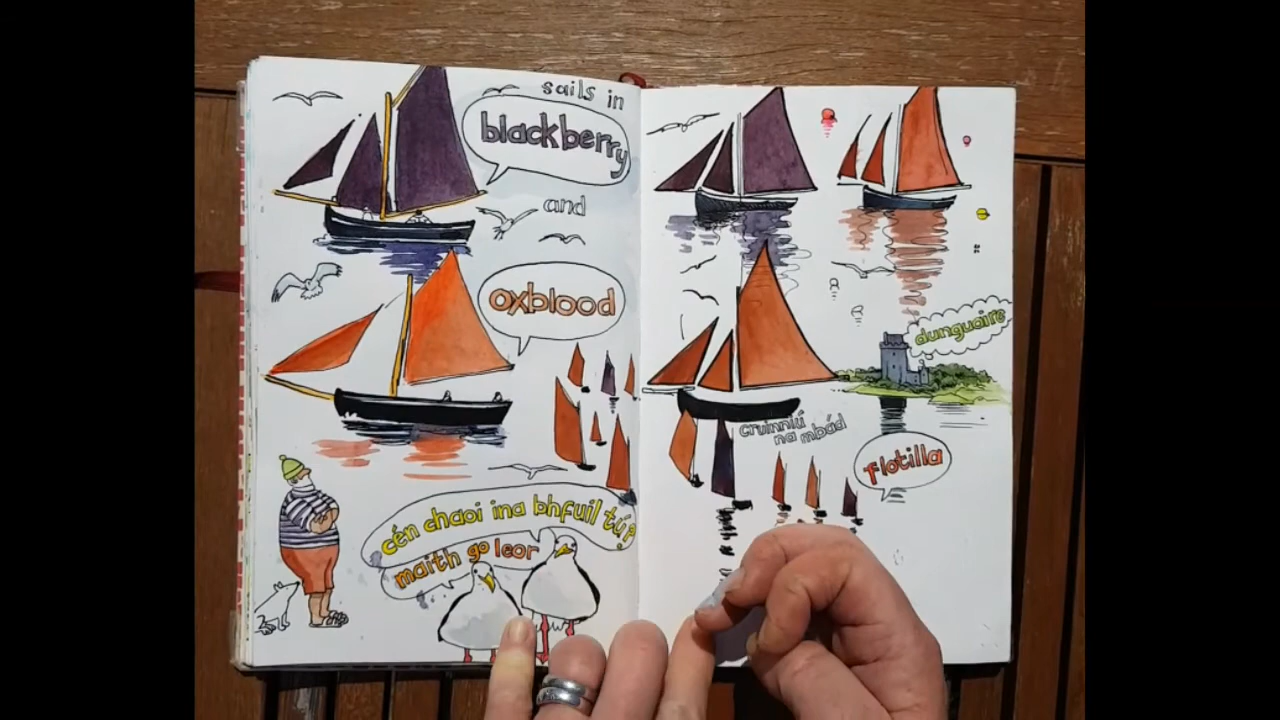 sails in
blackberry
and
oxblood
cén chaoi ina bhfuil tú?
maith go leor
dunguaire
cruinniú
na mbád
flotilla